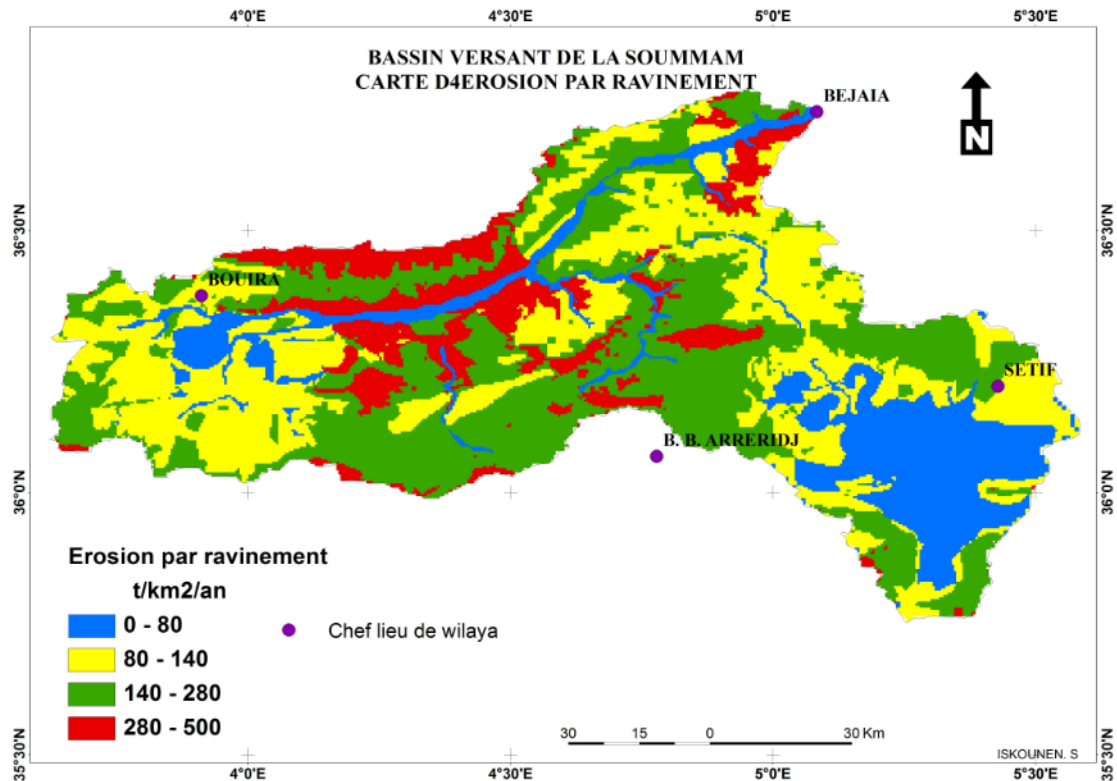 4°0'E 4°30'E 5°0'E 5°30'E
BASSIN VERSANT DE LA SOUMMAM
CARTE D4EROSION PAR RAVINEMENT
BEJAIA
N
36°30'N 36°30'N
BOUIRA
SETIF
B. B. ARRERIDJ
36°0'N 36°0'N
Erosion par ravinement
t/km2/an
0 - 80
80 - 140
140 - 280
280 - 500
Chef lieu de wilaya
30 15 0 30 Km
ISKOUNEN. S
35°30'N 35°30'N
4°0'E 4°30'E 5°0'E 5°30'E